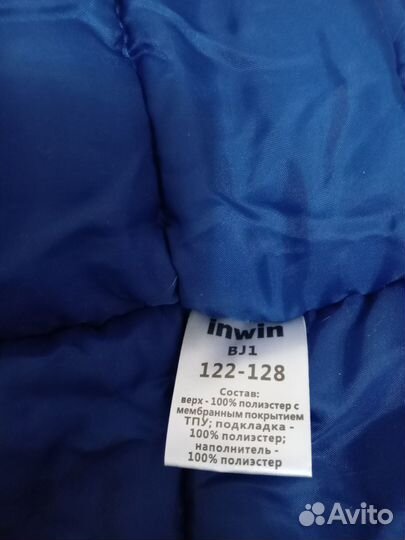 inwin
BJ1
122-128
Состав:
верх - 100% полиэстер с
мембранным покрытием
ТПУ; подкладка -
100% полиэстер;
наполнитель -
100% полиэстер
Avito